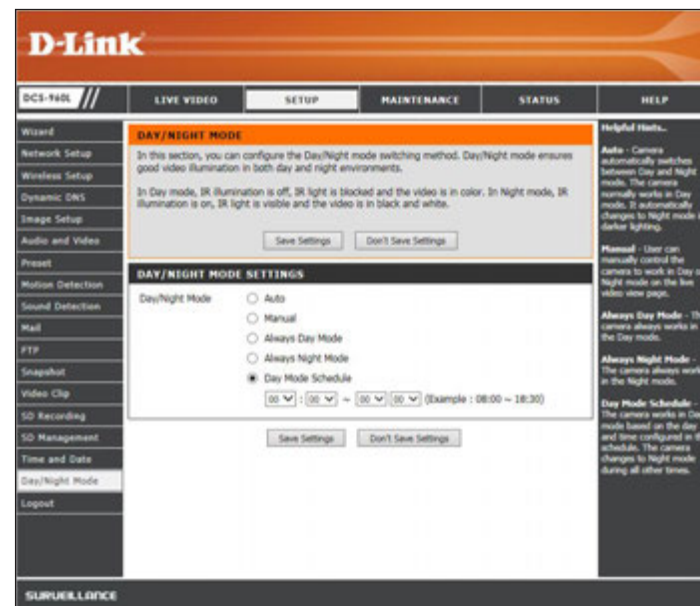 D-Link
DCS-960L
LIVE VIDEO
SETUP
MAINTENANCE
STATUS
HELP
Wizard
Network Setup
Wireless Setup
Dynamic DNS
Image Setup
Audio and Video
Preset
Motion Detection
Sound Detection
Mail
FTP
Snapshot
Video Clip
SD Recording
SD Management
Time and Date
Day/Night Mode
Logout
DAY/NIGHT MODE
In this section, you can configure the Day/Night mode switching method. Day/Night mode ensures
good video illumination in both day and night environments.
In Day mode, IR illumination is off, IR light is blocked and the video is in color. In Night mode, IR
illumination is on, IR light is visible and the video is in black and white.
Save Settings
Don't Save Settings
DAY/NIGHT MODE SETTINGS
Day/Night Mode
Auto
Manual
Always Day Mode
Always Night Mode
Day Mode Schedule
00 : 00 ~ 00 00 (Example : 08:00 ~ 18:30)
Save Settings
Don't Save Settings
Helpful Hints..
Auto - Camera
automatically switches
between Day and Night
mode. The camera
normally works in Day
mode. It automatically
changes to Night mode
darker lighting.
Manual - User can
manually control the
camera to work in Day o
Night mode on the live
video view page.
Always Day Mode - Th
camera always works in
the Day mode.
Always Night Mode -
The camera always work
in the Night mode.
Day Mode Schedule -
The camera works in Da
mode based on the day
and time configured in
schedule. The camera
changes to Night mode
during all other times.
SURVEILLANCE